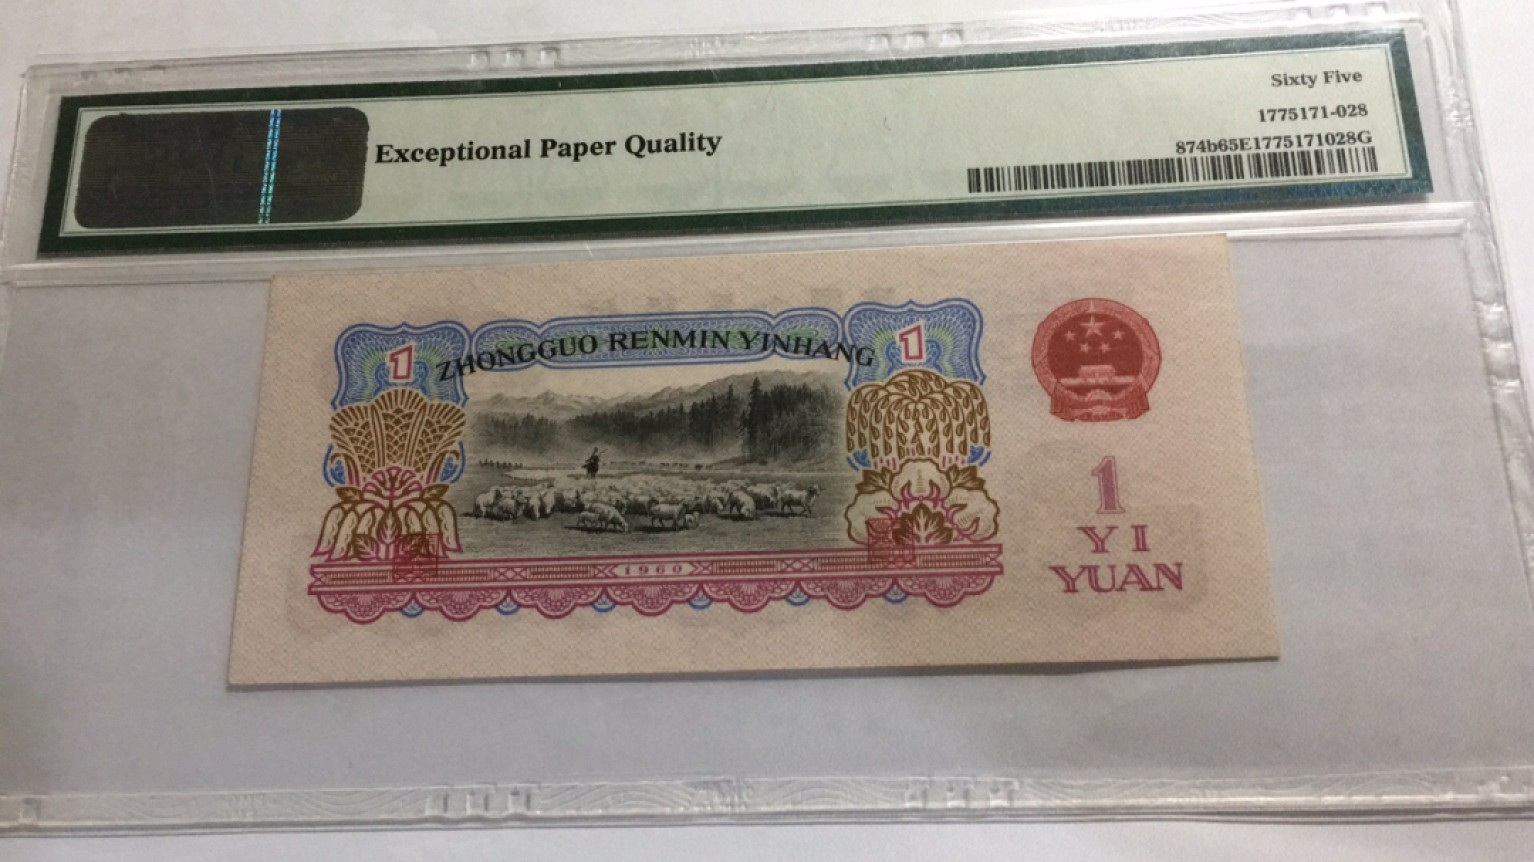 Sixty Five
Exceptional Paper Quality
1775171-028
874b65E1775171028G
ZHONGGUO RENMIN YINHANG
1
1
1960
1
YI
YUAN